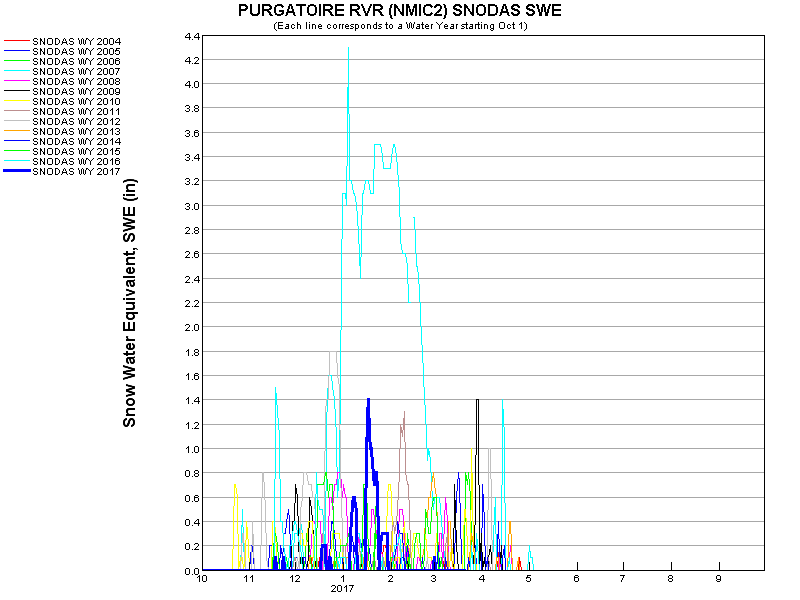 PURGATOIRE RVR (NMIC2) SNODAS SWE
(Each line corresponds to a Water Year starting Oct 1)
SNODAS WY 2004
SNODAS WY 2005
SNODAS WY 2006
SNODAS WY 2007
SNODAS WY 2008
SNODAS WY 2009
SNODAS WY 2010
SNODAS WY 2011
SNODAS WY 2012
SNODAS WY 2013
SNODAS WY 2014
SNODAS WY 2015
SNODAS WY 2016
SNODAS WY 2017
Snow Water Equivalent, SWE (in)
4.4
4.2
4.0
3.8
3.6
3.4
3.2
3.0
2.8
2.6
2.4
2.2
2.0
1.8
1.6
1.4
1.2
1.0
0.8
0.6
0.4
0.2
0.0
10 11 12 1 2 3 4 5 6 7 8 9
2017